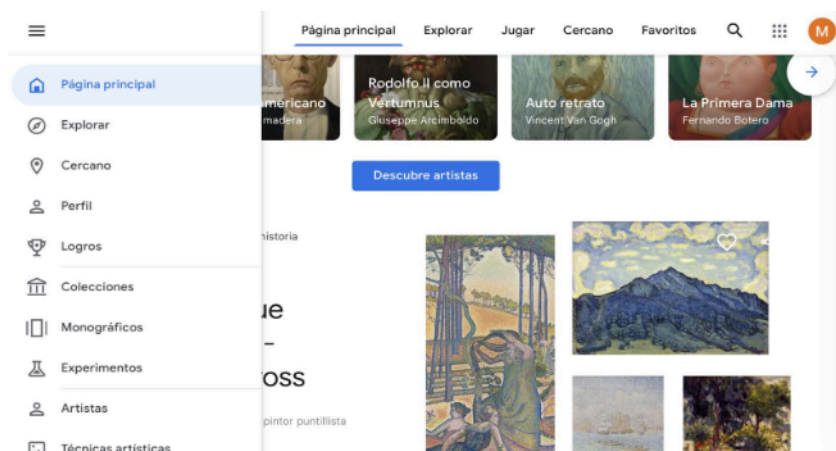 Página principal
Explorar
Jugar
Cercano
Favoritos
M
Página principal
Explorar
Cercano
Perfil
Logros
Colecciones
Monográficos
Experimentos
Artistas
Técnicas artísticas
americano
madera
Rodolfo II como
Vertumnus
Giuseppe Arcimboldo
Auto retrato
Vincent Van Gogh
La Primera Dama
Fernando Botero
Descubre artistas
historia
ue
–
oss
pintor puntillista